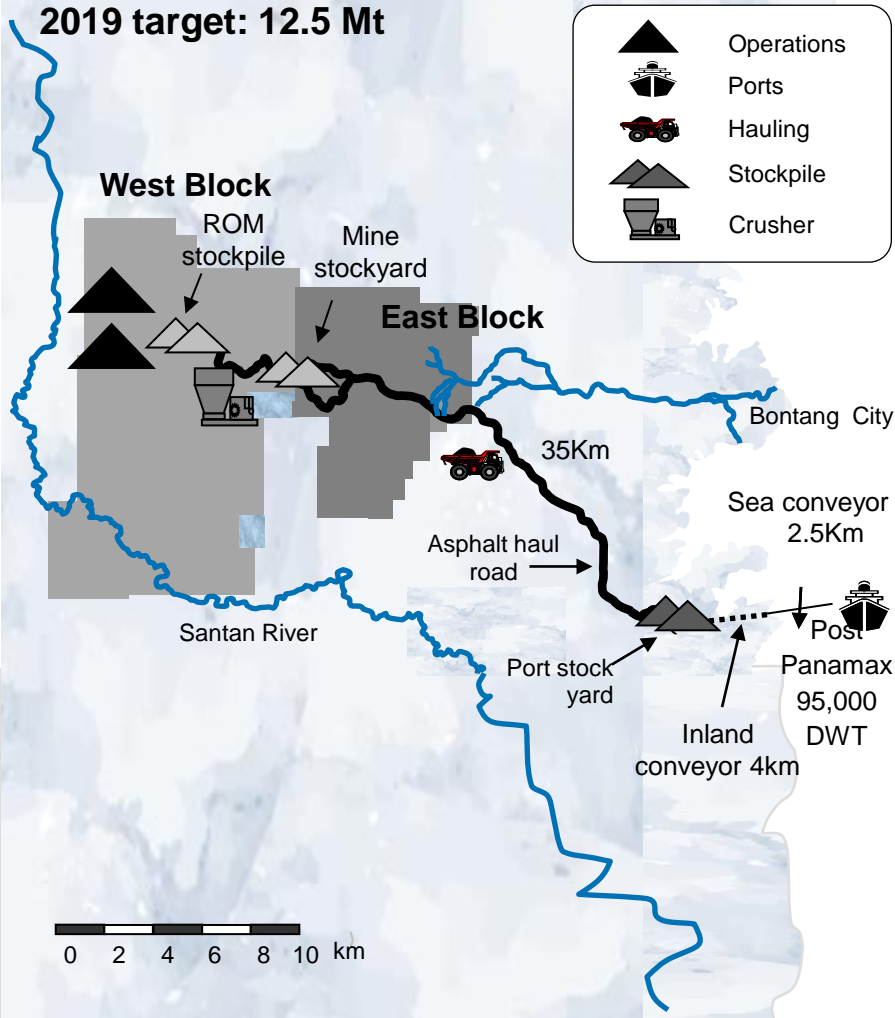 2019 target: 12.5 Mt
Operations
Ports
Hauling
Stockpile
Crusher
West Block
ROM
stockpile
Mine
stockyard
East Block
Bontang City
35Km
Sea conveyor
2.5Km
Asphalt haul
road
Santan River
Port stock
yard
Post
Panamax
95,000
DWT
Inland
conveyor 4km
0 2 4 6 8 10 km